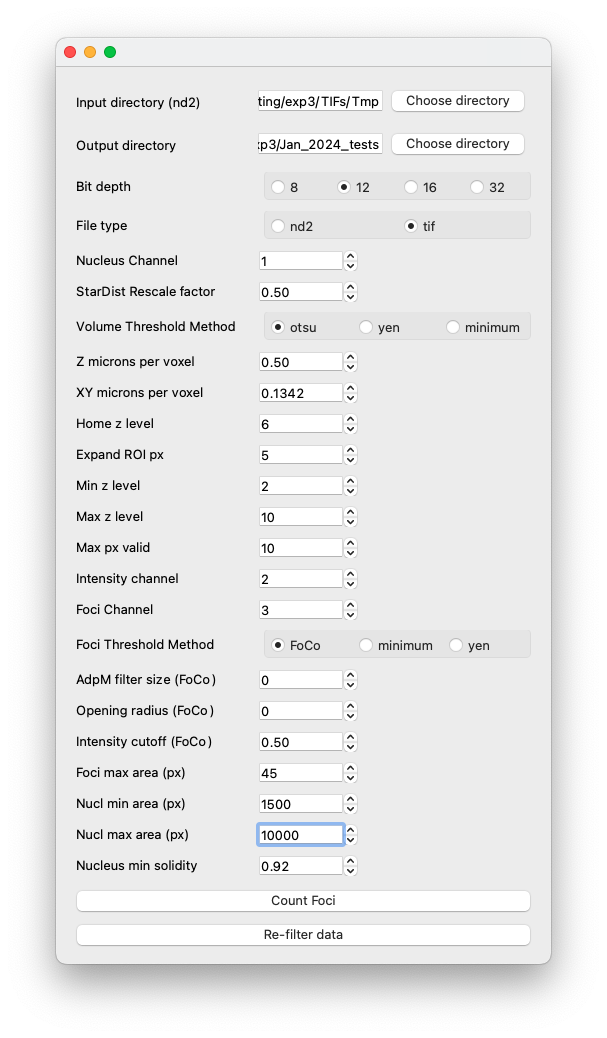 Input directory (nd2) ting/exp3/TIFs/Tmp Choose directory
Output directory xp3/Jan_2024_tests Choose directory
Bit depth 8 12 16 32
File type nd2 tif
Nucleus Channel 1
StarDist Rescale factor 0.50
Volume Threshold Method otsu yen minimum
Z microns per voxel 0.50
XY microns per voxel 0.1342
Home z level 6
Expand ROI px 5
Min z level 2
Max z level 10
Max px valid 10
Intensity channel 2
Foci Channel 3
Foci Threshold Method FoCo minimum yen
AdpM filter size (FoCo) 0
Opening radius (FoCo) 0
Intensity cutoff (FoCo) 0.50
Foci max area (px) 45
Nucl min area (px) 1500
Nucl max area (px) 10000
Nucleus min solidity 0.92
Count Foci
Re-filter data